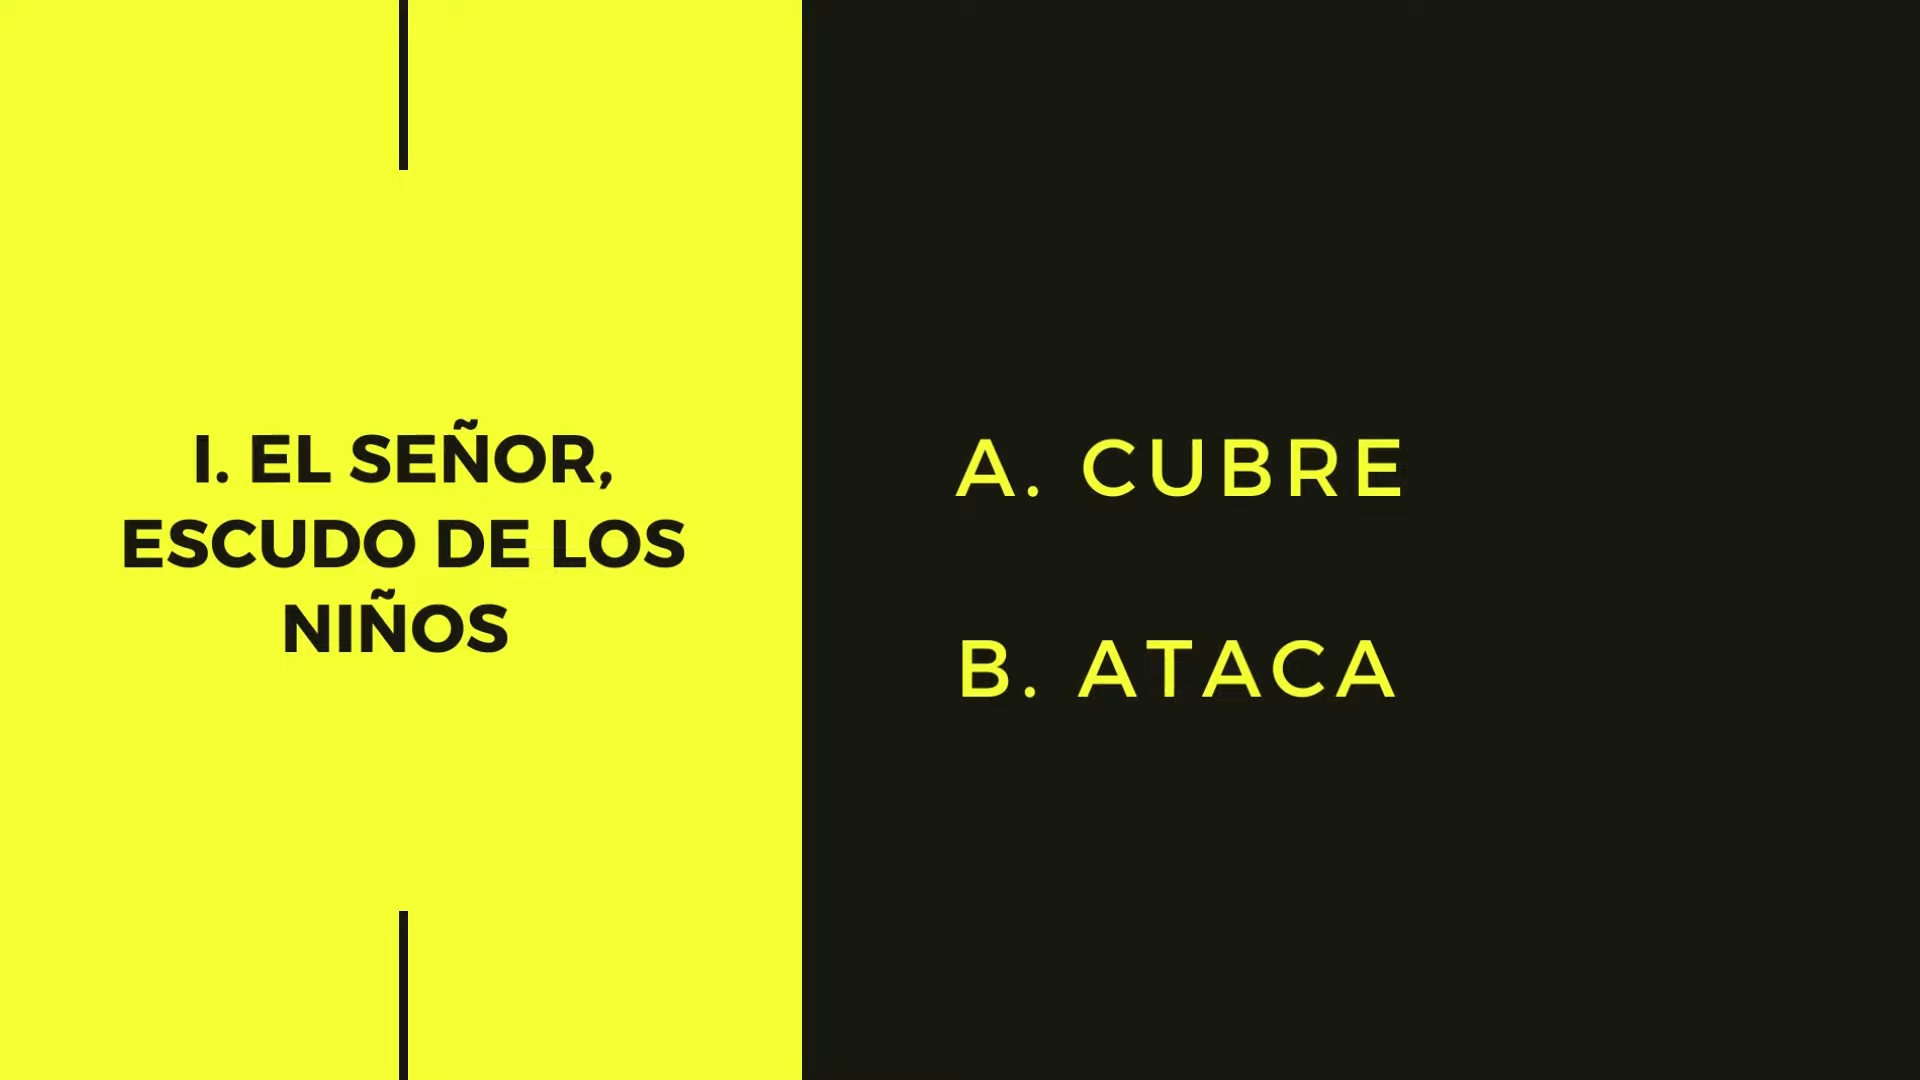 I. EL SEÑOR,
ESCUDO DE LOS
NIÑOS
A. CUBRE
B. ATACA